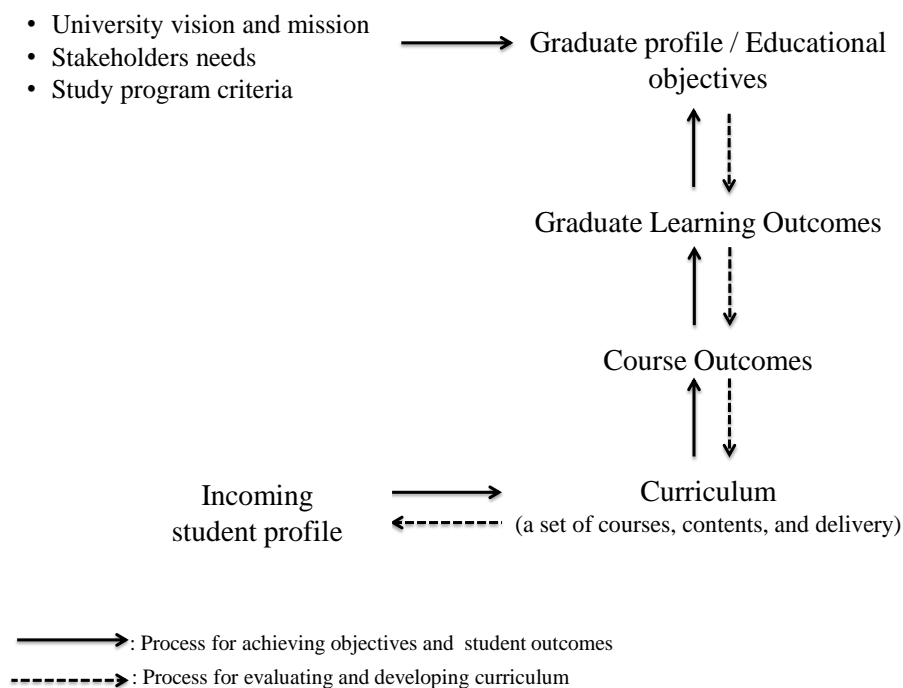 • University vision and mission
• Stakeholders needs
• Study program criteria
Graduate profile / Educational
objectives
Graduate Learning Outcomes
Course Outcomes
Incoming
student profile
Curriculum
(a set of courses, contents, and delivery)
: Process for achieving objectives and student outcomes
: Process for evaluating and developing curriculum